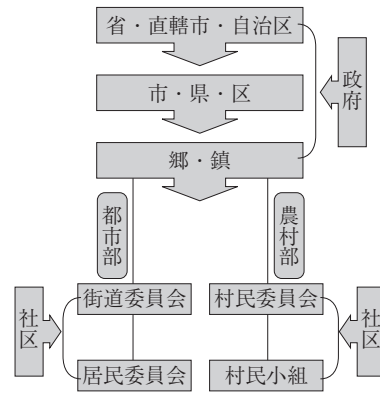 省・直轄市・自治区
政府
市・県・区
郷・鎮
都市部
農村部
街道委員会
村民委員会
社区
社区
居民委員会
村民小組